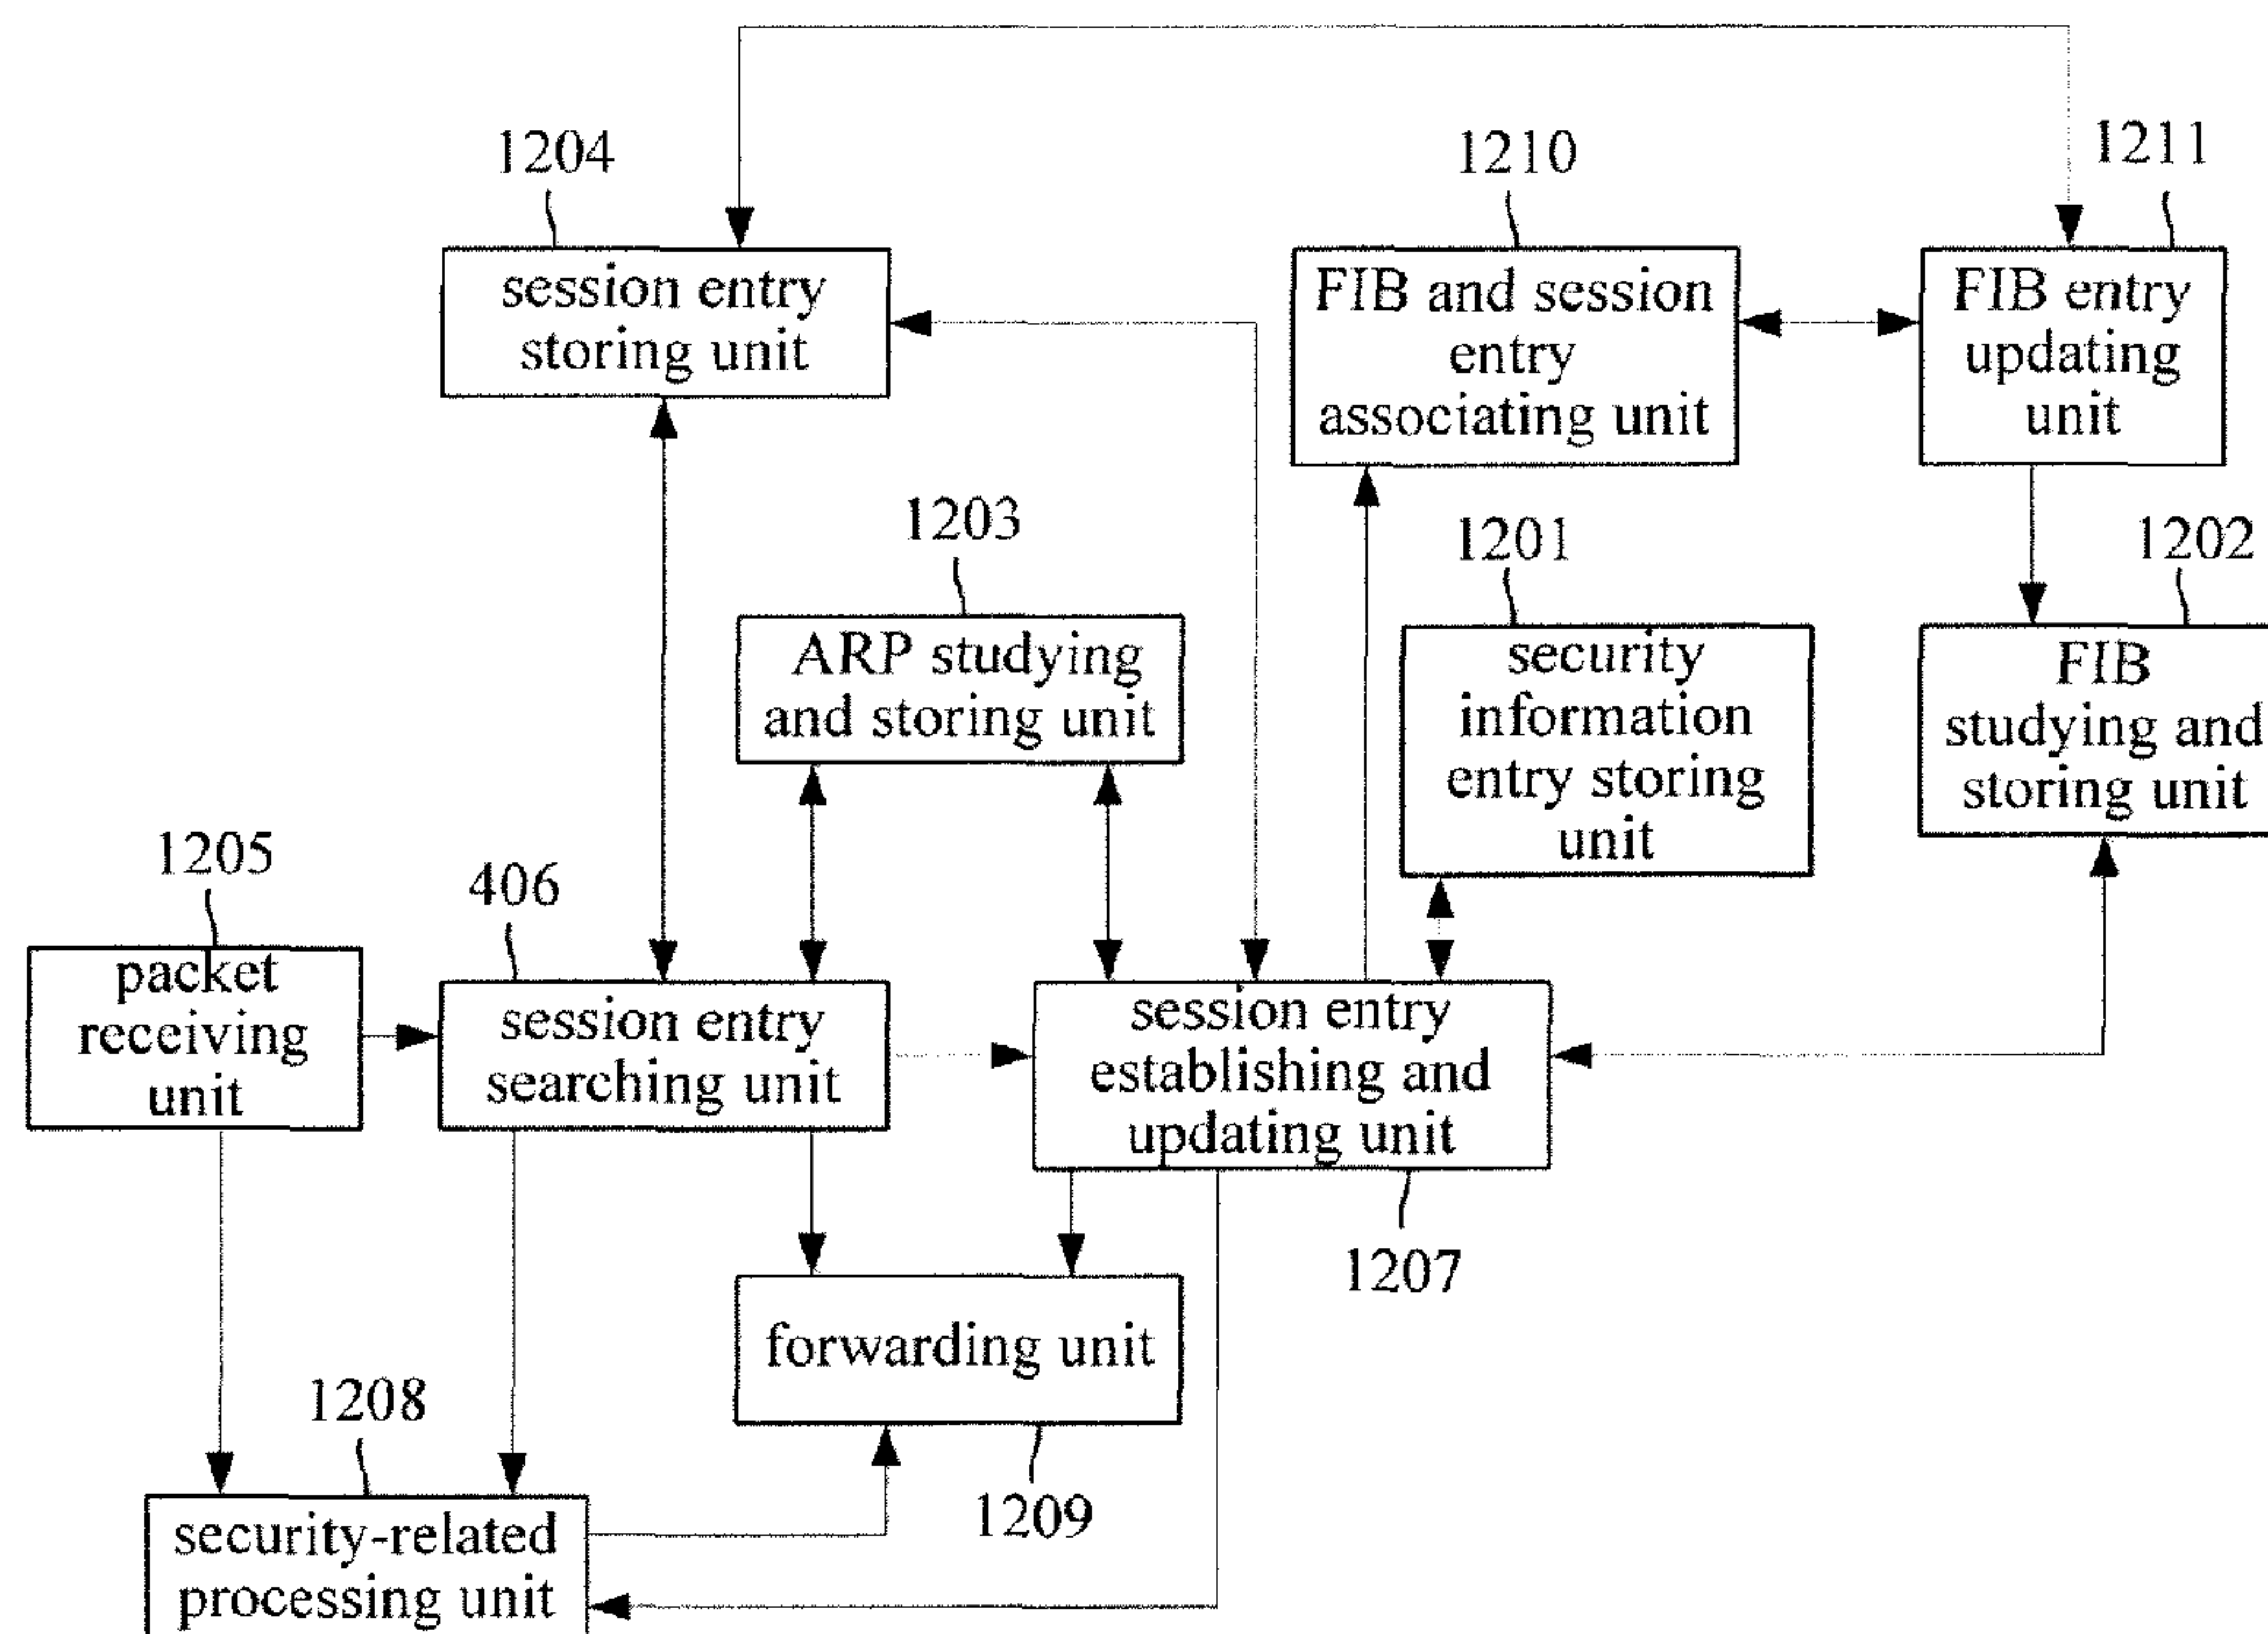 1204
1210
1211
session entry
storing unit
FIB and session
entry
associating unit
FIB entry
updating
unit
1203
1201
1202
ARP studying
and storing unit
security
information
entry storing
unit
FIB
studying and
storing unit
1205
406
packet
receiving
unit
session entry
searching unit
session entry
establishing and
updating unit
1207
forwarding unit
1208
1209
security-related
processing unit